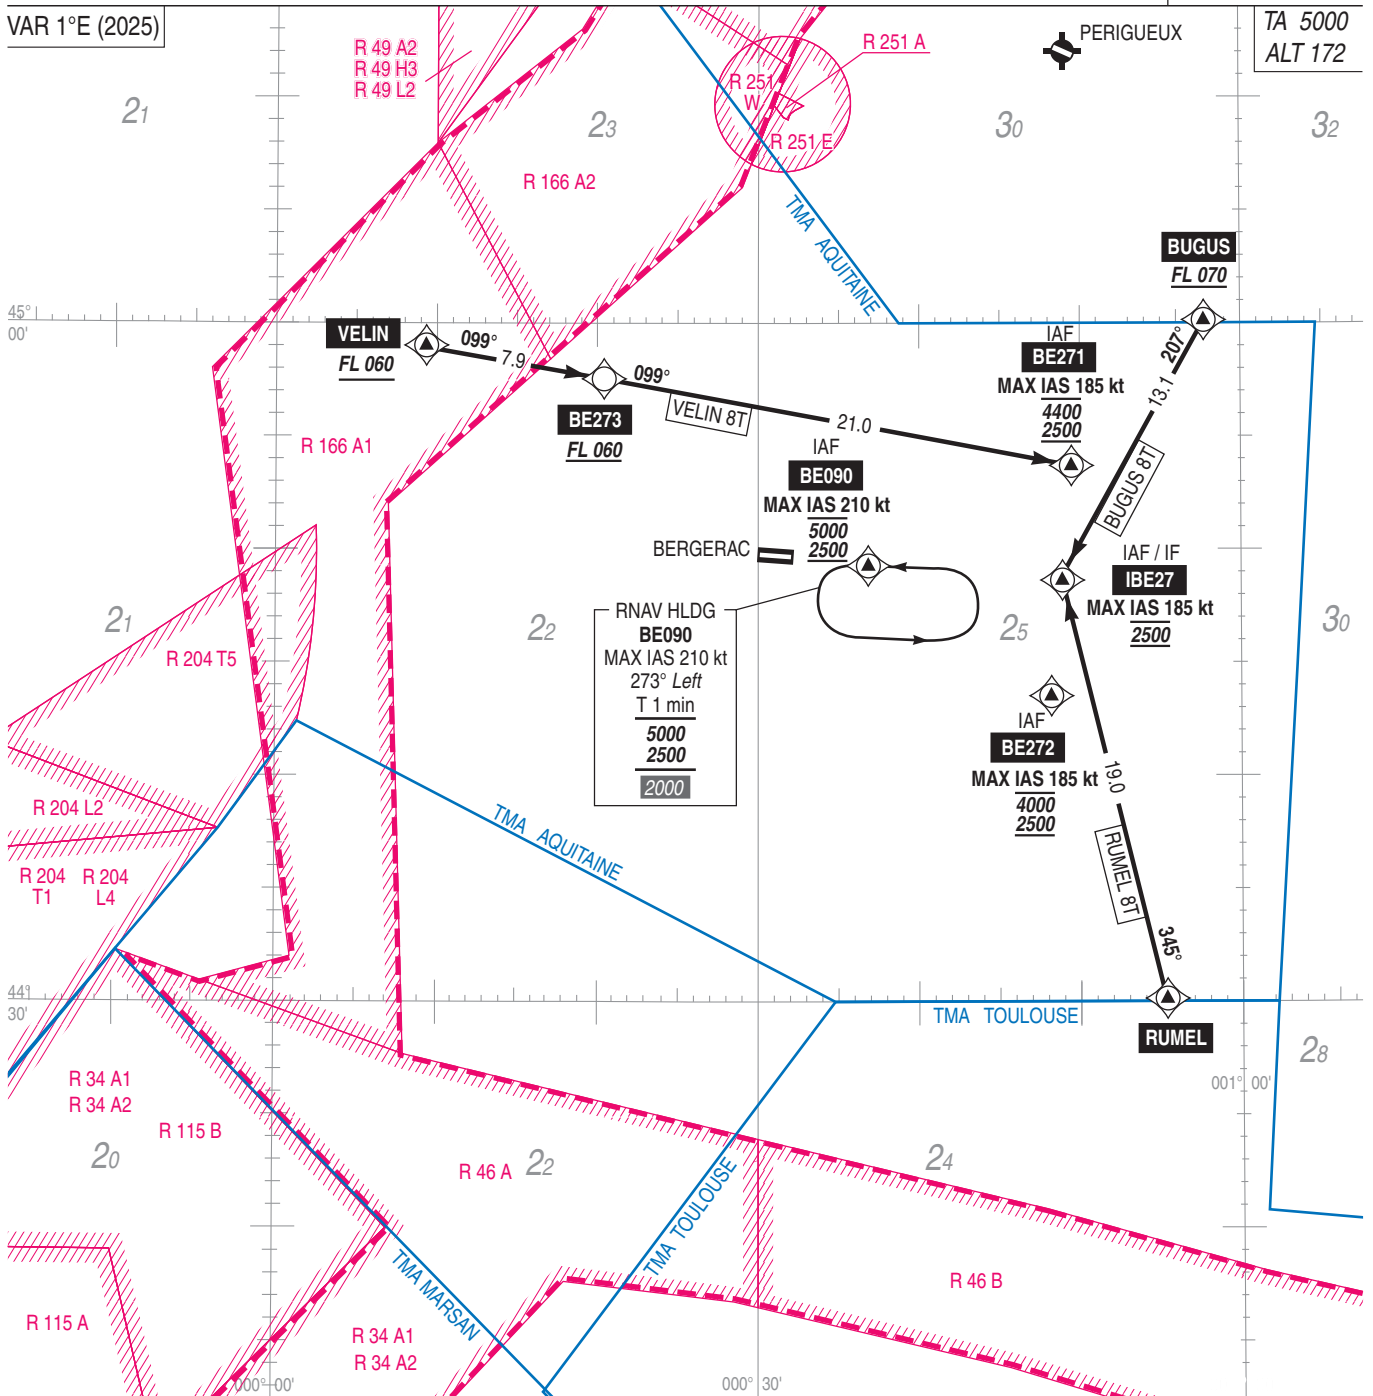 VAR 1°E (2025)
TA 5000
ALT 172
PERIGUEUX
R 49 A2
R 49 H3
R 49 L2
R 251 A
R 251
W
R 251 E
21
23
30
32
R 166 A2
TMA AQUITAINE
BUGUS
FL 070
45°
00'
VELIN
FL 060
099°
7.9
BE273
FL 060
099°
VELIN 8T
21.0
IAF
BE271
MAX IAS 185 kt
4400
2500
207°
13.1
BUGUS 8T
R 166 A1
IAF
BE090
MAX IAS 210 kt
5000
2500
BERGERAC
IAF / IF
IBE27
MAX IAS 185 kt
2500
21
22
25
30
RNAV HLDG
BE090
MAX IAS 210 kt
273° Left
T 1 min
5000
2500
2000
R 204 T5
IAF
BE272
MAX IAS 185 kt
4000
2500
19.0
RUMEL 8T
345°
R 204 L2
R 204
T1
R 204
L4
TMA AQUITAINE
44°
30'
TMA TOULOUSE
RUMEL
28
001° 00'
R 34 A1
R 34 A2
R 115 B
20
R 46 A
22
24
TMA TOULOUSE
TMA MARSAN
R 46 B
R 115 A
R 34 A1
R 34 A2
000° 00'
000° 30'